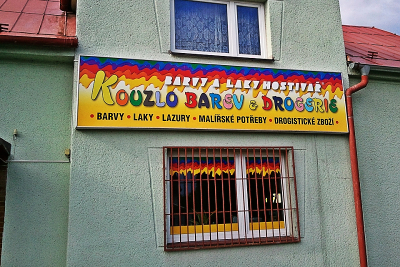 BARVY A LAKY HOSTIVAŘ
KOUZLO BAREV & DROGERIE
• BARVY • LAKY • LAZURY • MALÍŘSKÉ POTŘEBY • DROGISTICKÉ ZBOŽÍ •